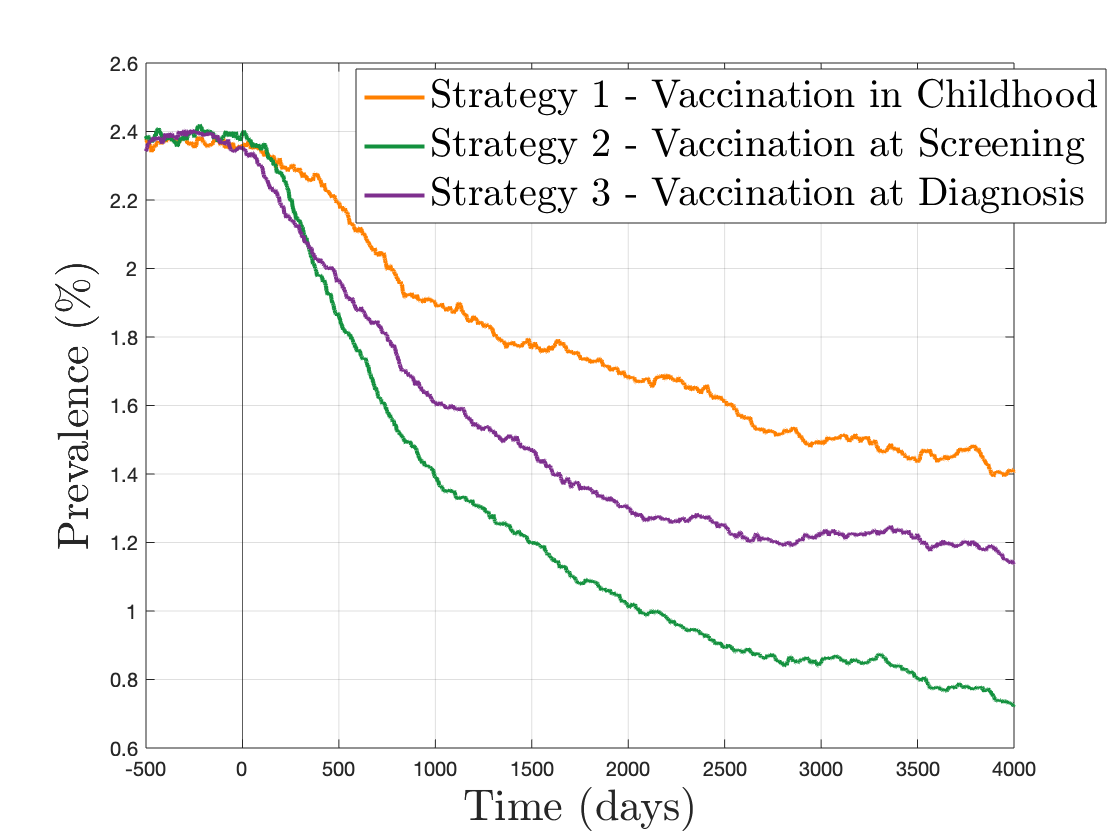 Strategy 1 - Vaccination in Childhood
Strategy 2 - Vaccination at Screening
Strategy 3 - Vaccination at Diagnosis
Prevalence (%)
2.6
2.4
2.2
2
1.8
1.6
1.4
1.2
1
0.8
0.6
-500 0 500 1000 1500 2000 2500 3000 3500 4000
Time (days)